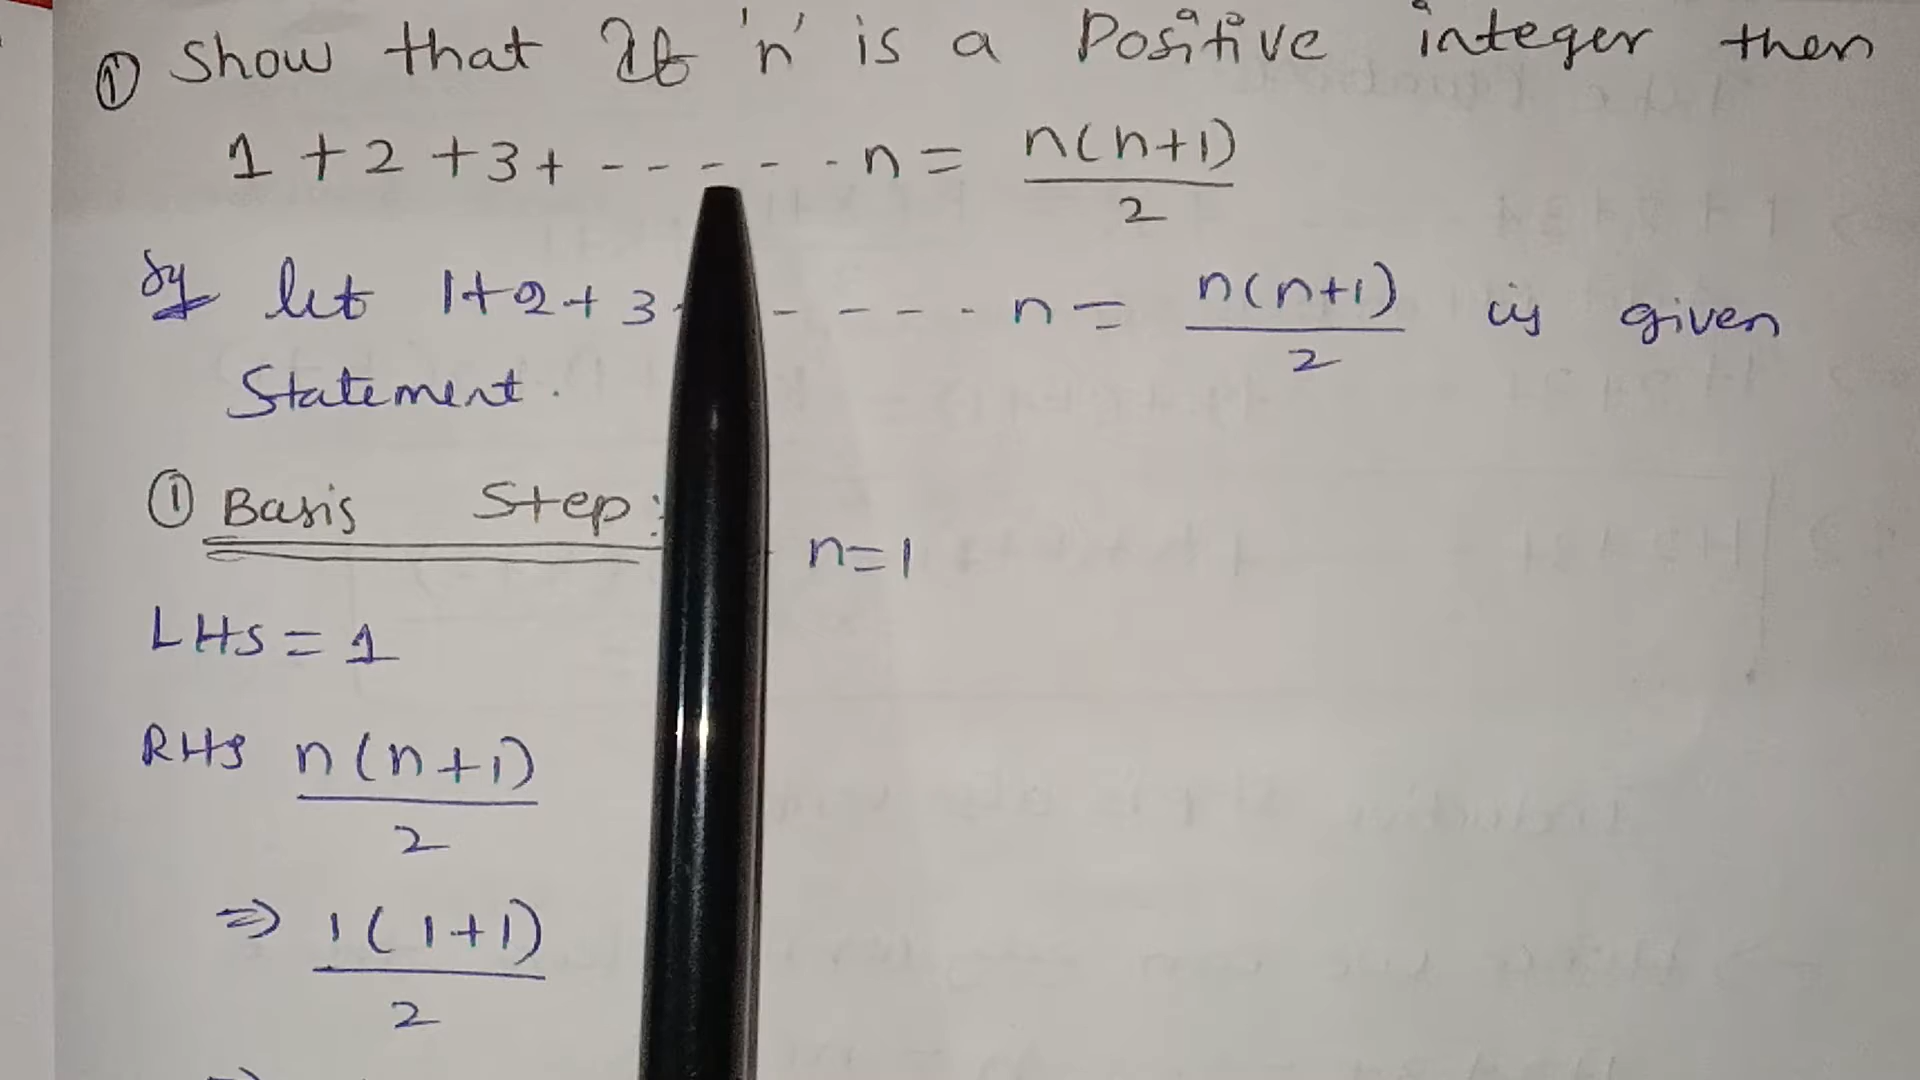 ① Show that If 'n' is a Positive integer then
1 + 2 + 3 + - - - - - - n = n(n+1)/2
let 1+2+3 - - - - n = n(n+1)/2 is given
Statement.
① Basis Step:
n=1
LHS = 1
RHS n(n+1)/2
⇒ 1(1+1)/2